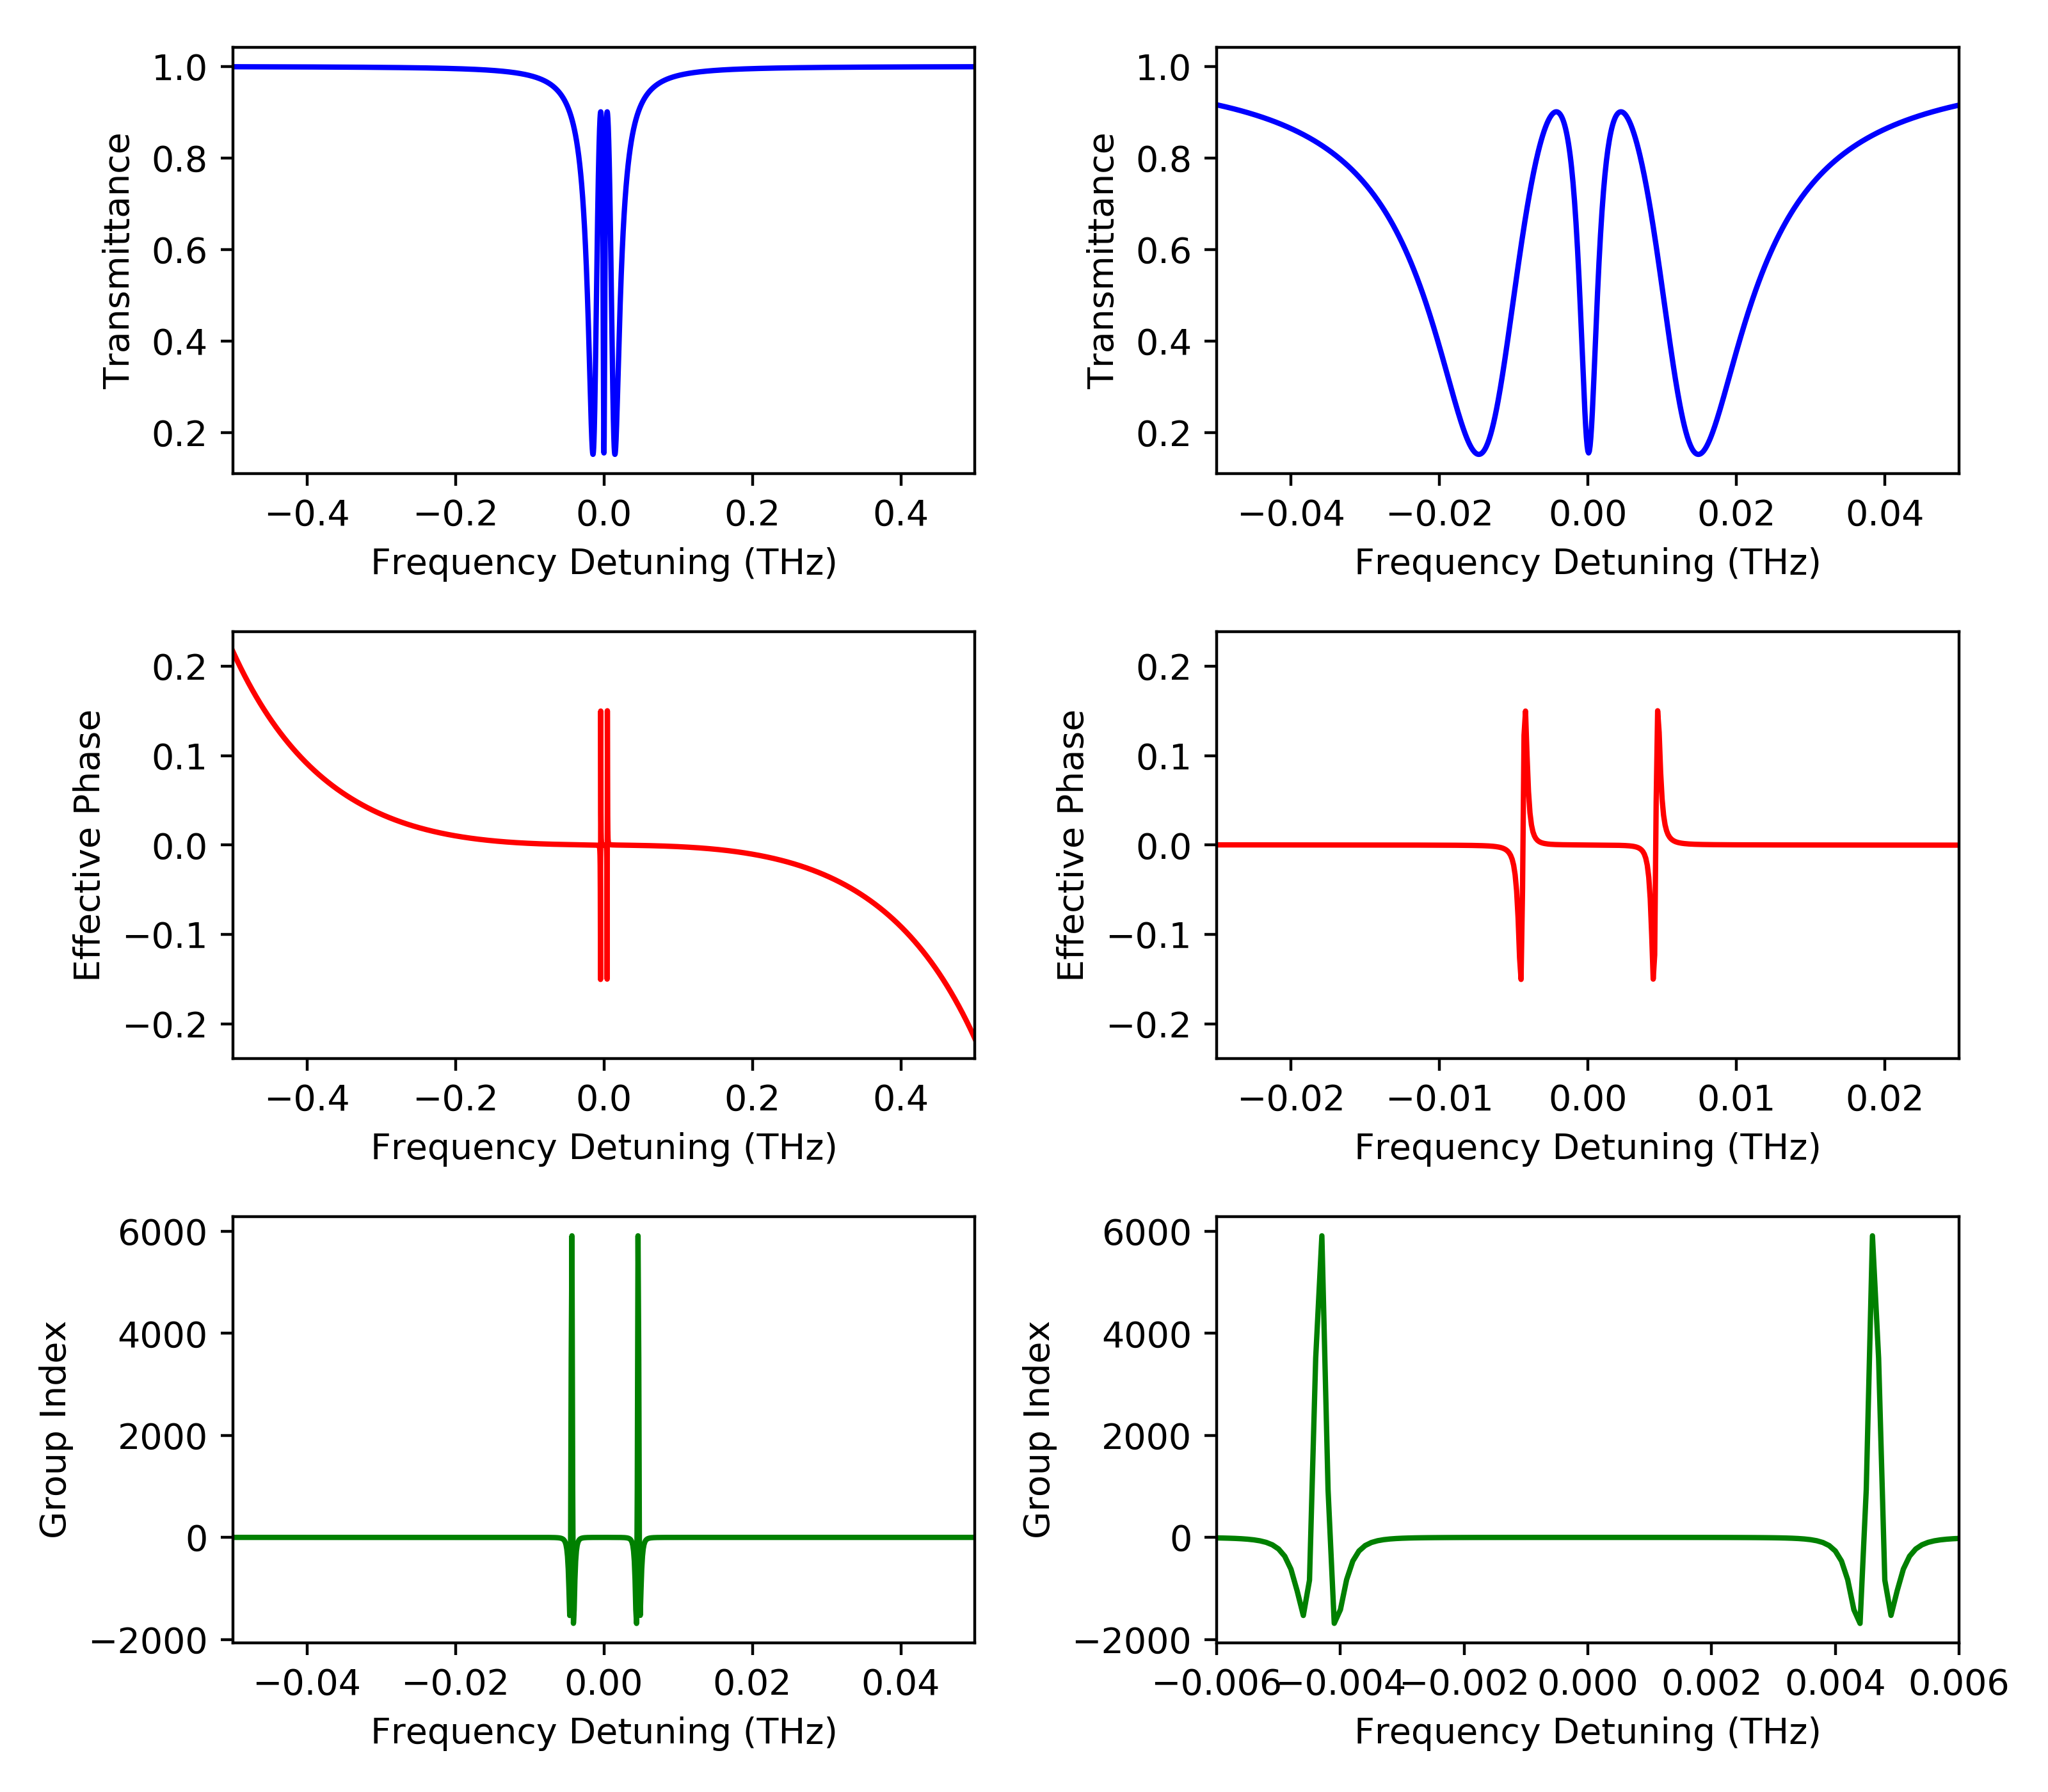 1.0
0.8
0.6
0.4
0.2
Transmittance
−0.4 −0.2 0.0 0.2 0.4
Frequency Detuning (THz)
1.0
0.8
0.6
0.4
0.2
Transmittance
−0.04 −0.02 0.00 0.02 0.04
Frequency Detuning (THz)
0.2
0.1
0.0
−0.1
−0.2
Effective Phase
−0.4 −0.2 0.0 0.2 0.4
Frequency Detuning (THz)
0.2
0.1
0.0
−0.1
−0.2
Effective Phase
−0.02 −0.01 0.00 0.01 0.02
Frequency Detuning (THz)
6000
4000
2000
0
−2000
Group Index
−0.04 −0.02 0.00 0.02 0.04
Frequency Detuning (THz)
6000
4000
2000
0
−2000
Group Index
−0.006 −0.004 −0.002 0.000 0.002 0.004 0.006
Frequency Detuning (THz)